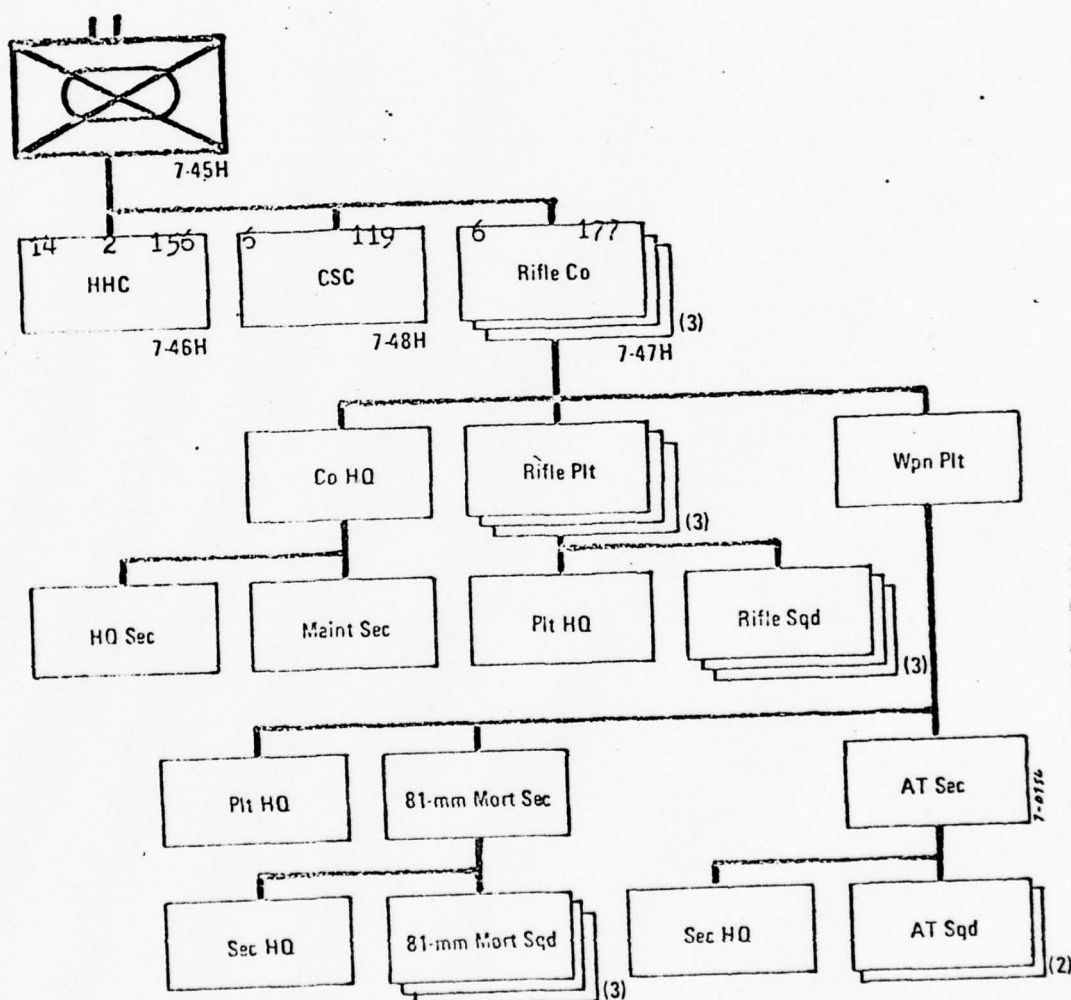 7-45H
14 2 156
HHC
7-46H
119
CSC
7-48H
6 177
Rifle Co
(3)
7-47H
Co HQ
Rifle Plt
(3)
Wpn Plt
HQ Sec
Maint Sec
Plt HQ
Rifle Sqd
(3)
Plt HQ
81-mm Mort Sec
AT Sec
7-0756
Sec HQ
81-mm Mort Sqd
(3)
Sec HQ
AT Sqd
(2)